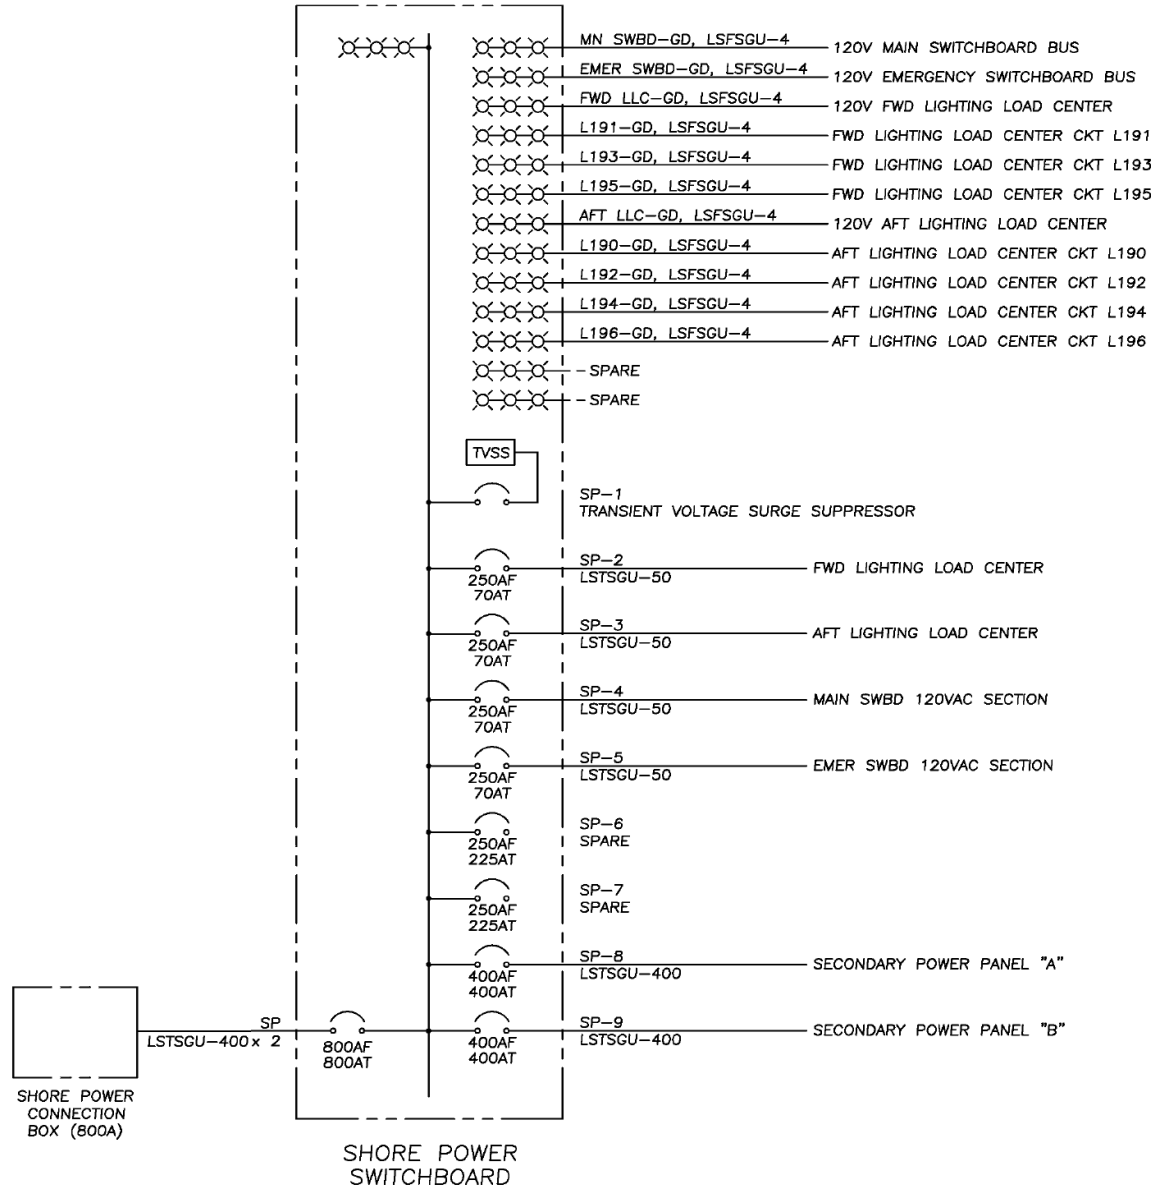 MN SWBD-GD, LSFSGU-4
120V MAIN SWITCHBOARD BUS
EMER SWBD-GD, LSFSGU-4
120V EMERGENCY SWITCHBOARD BUS
FWD LLC-GD, LSFSGU-4
120V FWD LIGHTING LOAD CENTER
L191-GD, LSFSGU-4
FWD LIGHTING LOAD CENTER CKT L191
L193-GD, LSFSGU-4
FWD LIGHTING LOAD CENTER CKT L193
L195-GD, LSFSGU-4
FWD LIGHTING LOAD CENTER CKT L195
AFT LLC-GD, LSFSGU-4
120V AFT LIGHTING LOAD CENTER
L190-GD, LSFSGU-4
AFT LIGHTING LOAD CENTER CKT L190
L192-GD, LSFSGU-4
AFT LIGHTING LOAD CENTER CKT L192
L194-GD, LSFSGU-4
AFT LIGHTING LOAD CENTER CKT L194
L196-GD, LSFSGU-4
AFT LIGHTING LOAD CENTER CKT L196
SPARE
SPARE
TVSS
SP-1
TRANSIENT VOLTAGE SURGE SUPPRESSOR
250AF
70AT
SP-2
LSTSGU-50
FWD LIGHTING LOAD CENTER
250AF
70AT
SP-3
LSTSGU-50
AFT LIGHTING LOAD CENTER
250AF
70AT
SP-4
LSTSGU-50
MAIN SWBD 120VAC SECTION
250AF
70AT
SP-5
LSTSGU-50
EMER SWBD 120VAC SECTION
250AF
225AT
SP-6
SPARE
250AF
225AT
SP-7
SPARE
400AF
400AT
SP-8
LSTSGU-400
SECONDARY POWER PANEL "A"
SP
LSTSGU-400 x 2
800AF
800AT
400AF
400AT
SP-9
LSTSGU-400
SECONDARY POWER PANEL "B"
SHORE POWER
CONNECTION
BOX (800A)
SHORE POWER
SWITCHBOARD